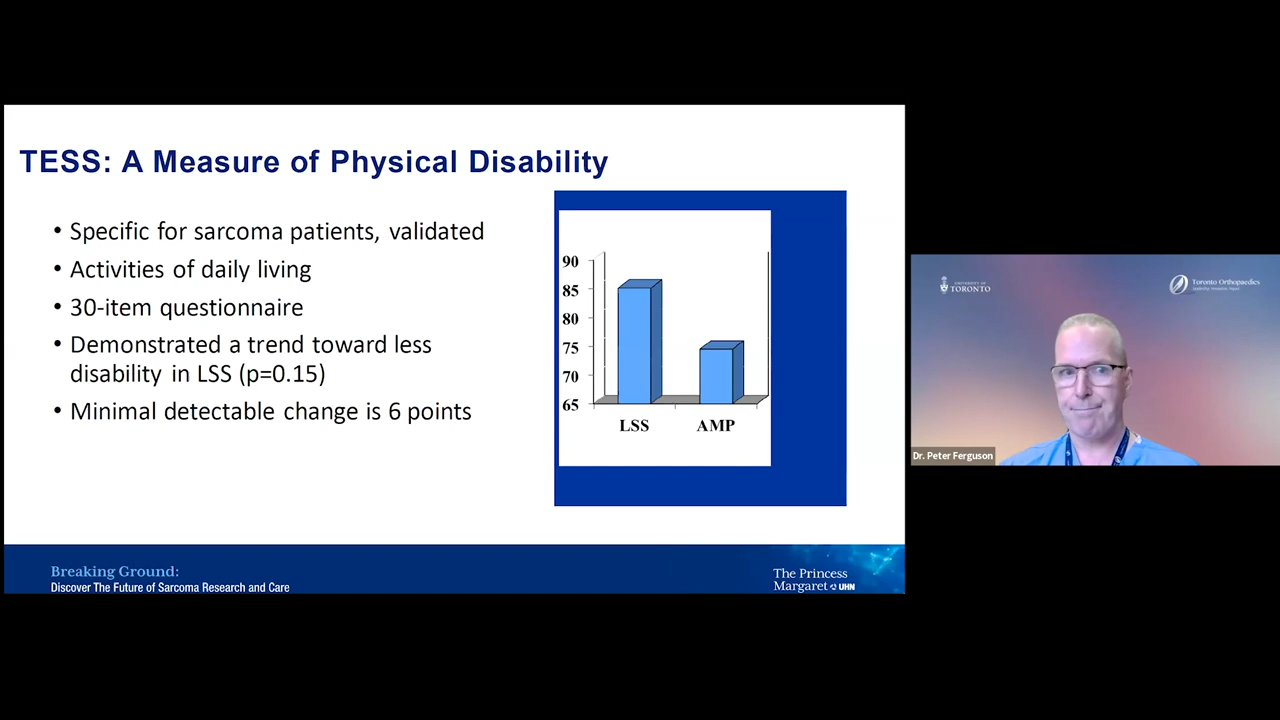 TESS: A Measure of Physical Disability
• Specific for sarcoma patients, validated
• Activities of daily living
• 30-item questionnaire
• Demonstrated a trend toward less
disability in LSS (p=0.15)
• Minimal detectable change is 6 points
90
85
80
75
70
65
LSS AMP
Breaking Ground:
Discover The Future of Sarcoma Research and Care
The Princess
Margaret UHN
UNIVERSITY OF
TORONTO
Toronto Orthopaedics
Dr. Peter Ferguson